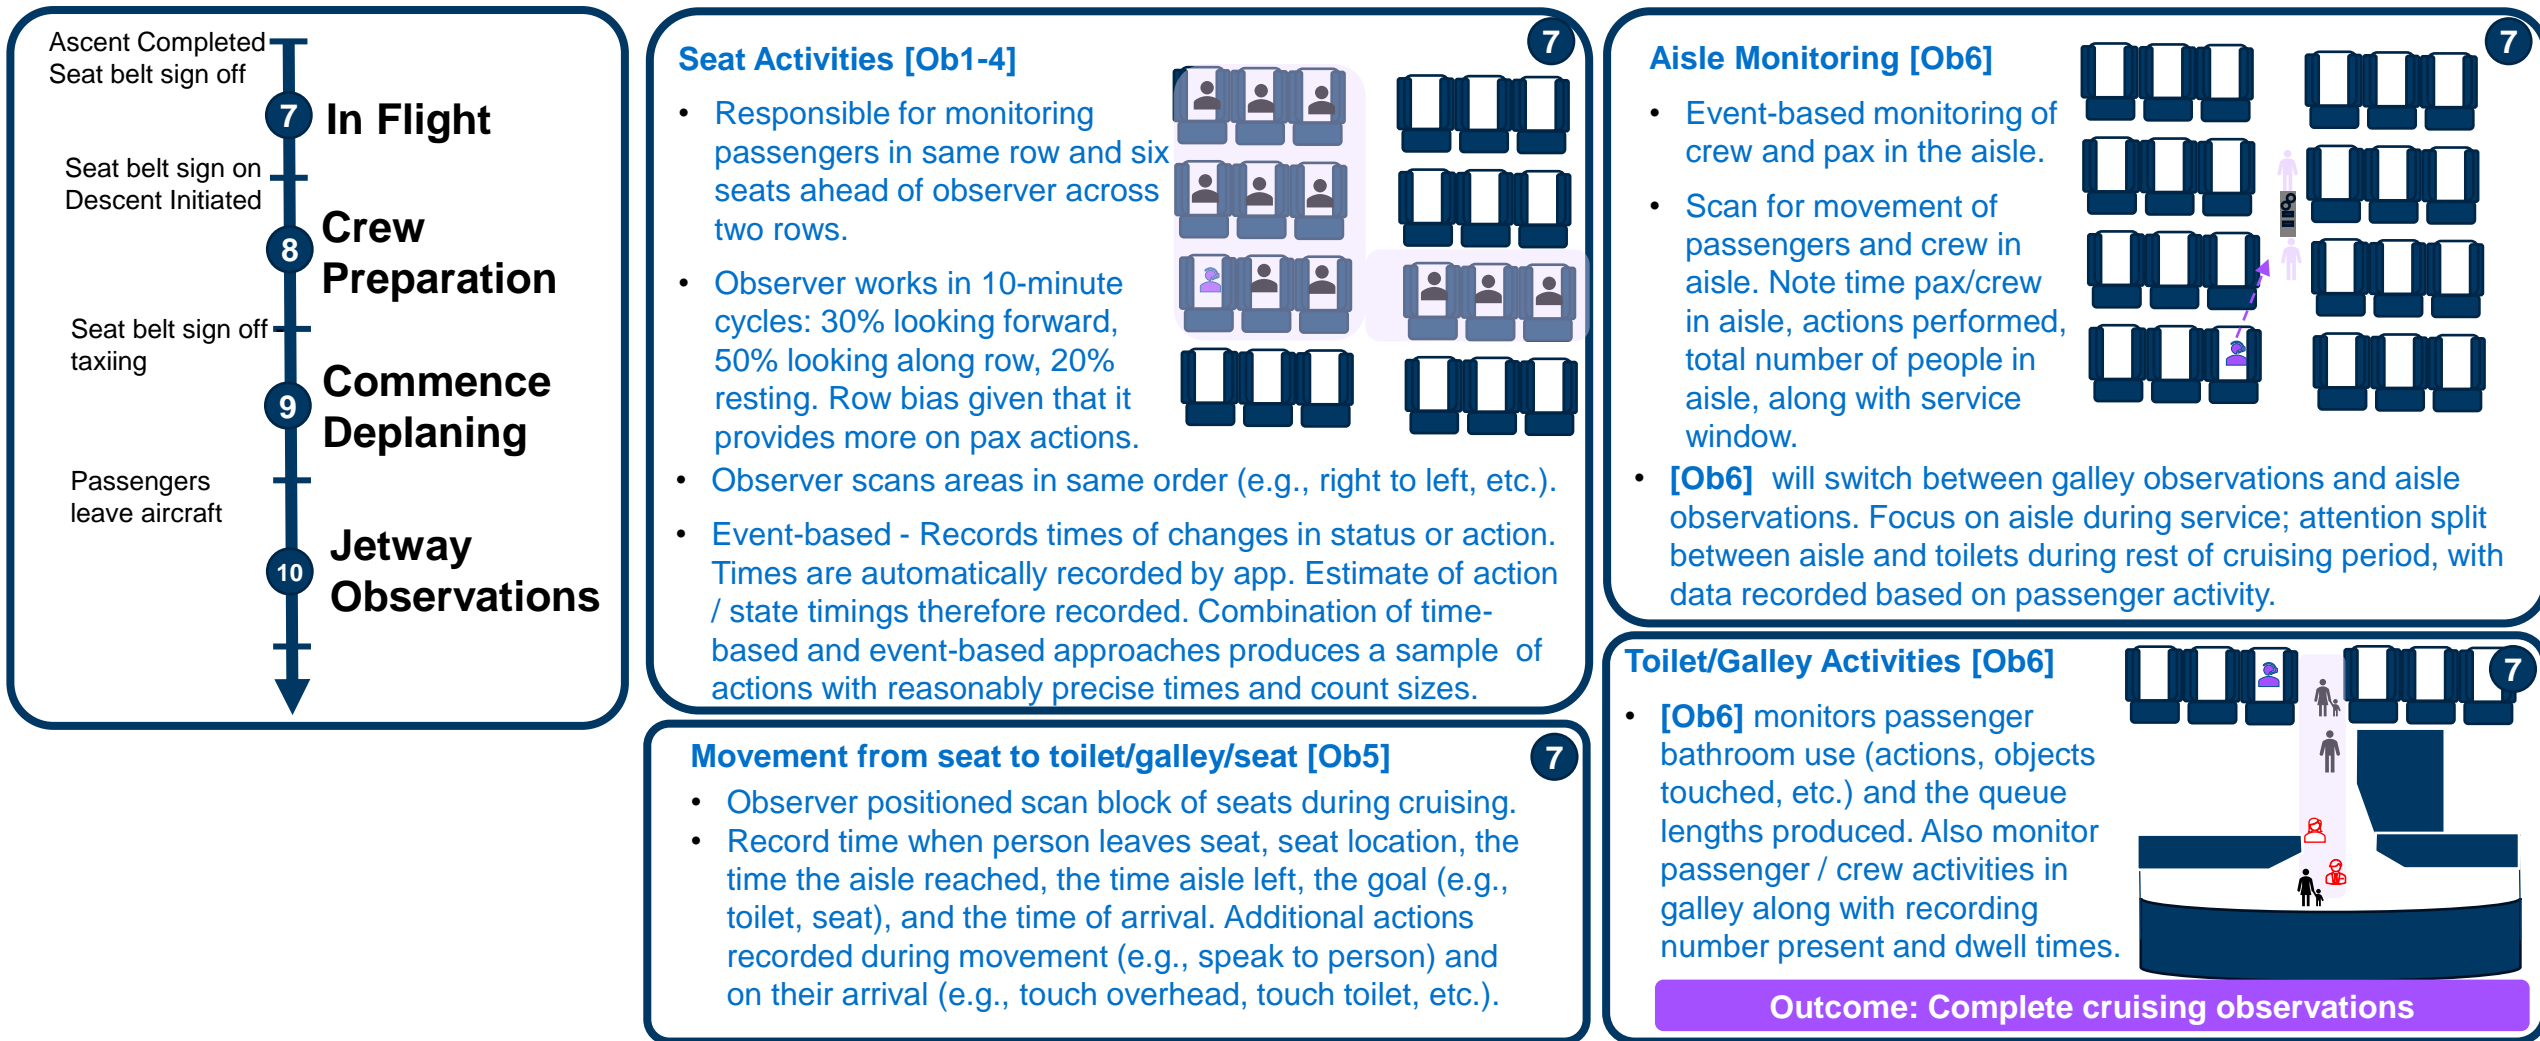 Ascent Completed
Seat belt sign off
7
In Flight
Seat belt sign on
Descent Initiated
8
Crew
Preparation
Seat belt sign off
taxiing
9
Commence
Deplaning
Passengers
leave aircraft
10
Jetway
Observations
7
Seat Activities [Ob1-4]
• Responsible for monitoring
passengers in same row and six
seats ahead of observer across
two rows.
• Observer works in 10-minute
cycles: 30% looking forward,
50% looking along row, 20%
resting. Row bias given that it
provides more on pax actions.
• Observer scans areas in same order (e.g., right to left, etc.).
• Event-based - Records times of changes in status or action.
Times are automatically recorded by app. Estimate of action
/ state timings therefore recorded. Combination of time-
based and event-based approaches produces a sample of
actions with reasonably precise times and count sizes.
7
Movement from seat to toilet/galley/seat [Ob5]
• Observer positioned scan block of seats during cruising.
• Record time when person leaves seat, seat location, the
time the aisle reached, the time aisle left, the goal (e.g.,
toilet, seat), and the time of arrival. Additional actions
recorded during movement (e.g., speak to person) and
on their arrival (e.g., touch overhead, touch toilet, etc.).
7
Aisle Monitoring [Ob6]
• Event-based monitoring of
crew and pax in the aisle.
• Scan for movement of
passengers and crew in
aisle. Note time pax/crew
in aisle, actions performed,
total number of people in
aisle, along with service
window.
• [Ob6] will switch between galley observations and aisle
observations. Focus on aisle during service; attention split
between aisle and toilets during rest of cruising period, with
data recorded based on passenger activity.
7
Toilet/Galley Activities [Ob6]
• [Ob6] monitors passenger
bathroom use (actions, objects
touched, etc.) and the queue
lengths produced. Also monitor
passenger / crew activities in
galley along with recording
number present and dwell times.
Outcome: Complete cruising observations